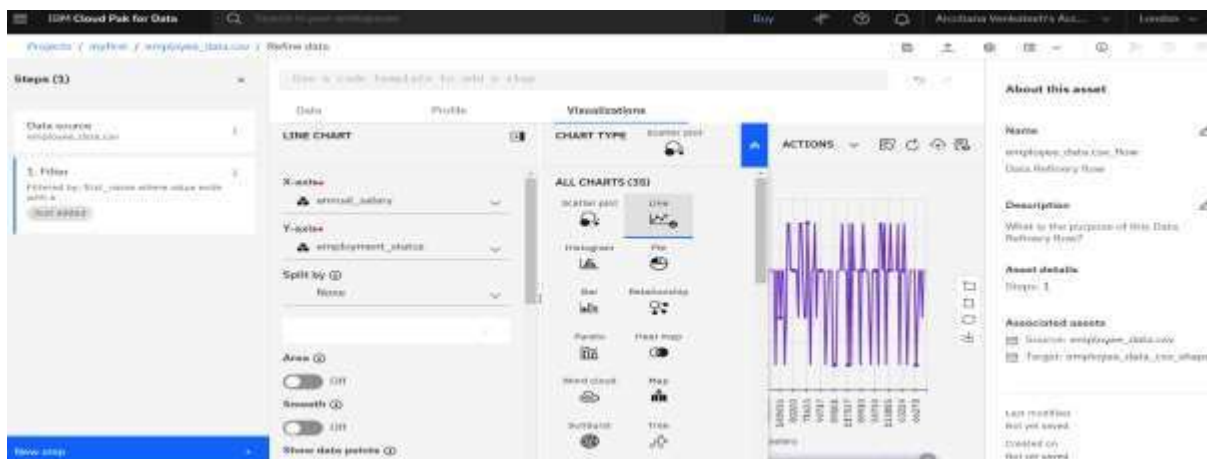 IBM Cloud Pak for Data
Buy
London
Projects / myfirst / employee_data.csv / Refine data
Steps (1)
Use a code template to add a step
Data source
employee_data.csv
1. Filter
Filtered by: first_name where value ends
with a
Just added
New step
Data
Profile
Visualizations
LINE CHART
X-axis
annual_salary
Y-axis
employment_status
Split by
None
Area
Off
Smooth
Off
Show data points
CHART TYPE
Scatter plot
ALL CHARTS (35)
Scatter plot
Line
Histogram
Pie
Bar
Relationship
Pareto
Heat map
Word cloud
Map
Sunburst
Tree
ACTIONS
About this asset
Name
employee_data.csv_flow
Data Refinery flow
Description
What is the purpose of this Data
Refinery flow?
Asset details
Steps: 1
Associated assets
Source: employee_data.csv
Target: employee_data_csv_shape
Last modified
Not yet saved
Created on
Not yet saved